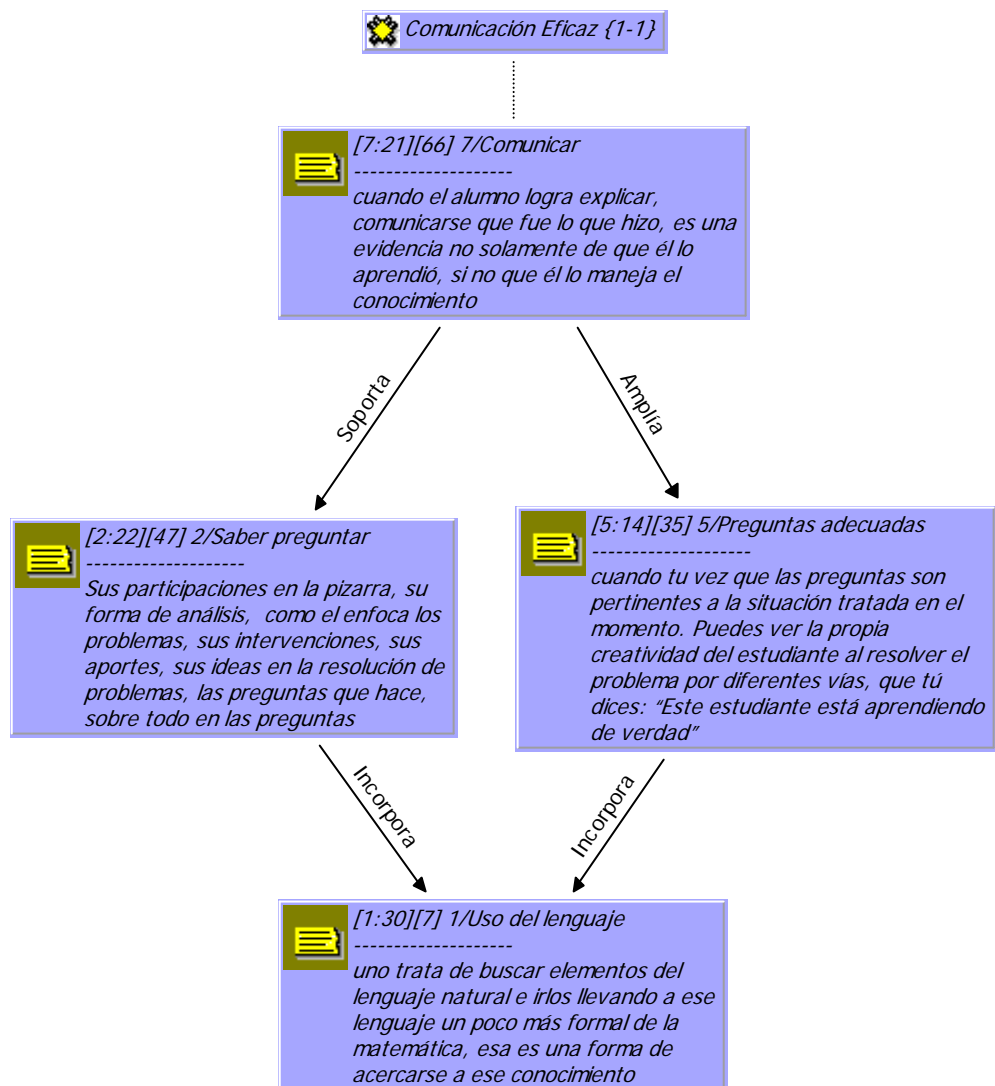 Comunicación Eficaz {1-1}
[7:21][66] 7/Comunicar
--------------------
cuando el alumno logra explicar,
comunicarse que fue lo que hizo, es una
evidencia no solamente de que él lo
aprendió, si no que él lo maneja el
conocimiento
Soporta
Amplía
[2:22][47] 2/Saber preguntar
--------------------
Sus participaciones en la pizarra, su
forma de análisis, como el enfoca los
problemas, sus intervenciones, sus
aportes, sus ideas en la resolución de
problemas, las preguntas que hace,
sobre todo en las preguntas
[5:14][35] 5/Preguntas adecuadas
--------------------
cuando tu vez que las preguntas son
pertinentes a la situación tratada en el
momento. Puedes ver la propia
creatividad del estudiante al resolver el
problema por diferentes vías, que tú
dices: “Este estudiante está aprendiendo
de verdad”
Incorpora
Incorpora
[1:30][7] 1/Uso del lenguaje
--------------------
uno trata de buscar elementos del
lenguaje natural e irlos llevando a ese
lenguaje un poco más formal de la
matemática, esa es una forma de
acercarse a ese conocimiento